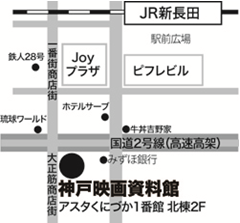 JR新長田
駅前広場
鉄人28号
一番街商店街
Joy
プラザ
ピフレビル
ホテルサーブ
琉球ワールド
牛丼吉野家
国道2号線(高速高架)
大正筋商店街
みずほ銀行
神戸映画資料館
アスタくにづか1番館 北棟2F